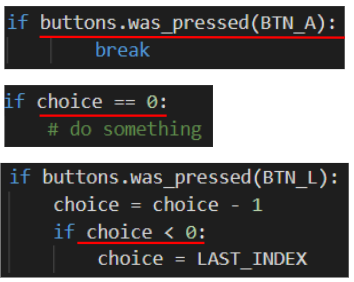 if buttons.was_pressed(BTN_A):
break
if choice == 0:
# do something
if buttons.was_pressed(BTN_L):
choice = choice - 1
if choice < 0:
choice = LAST_INDEX